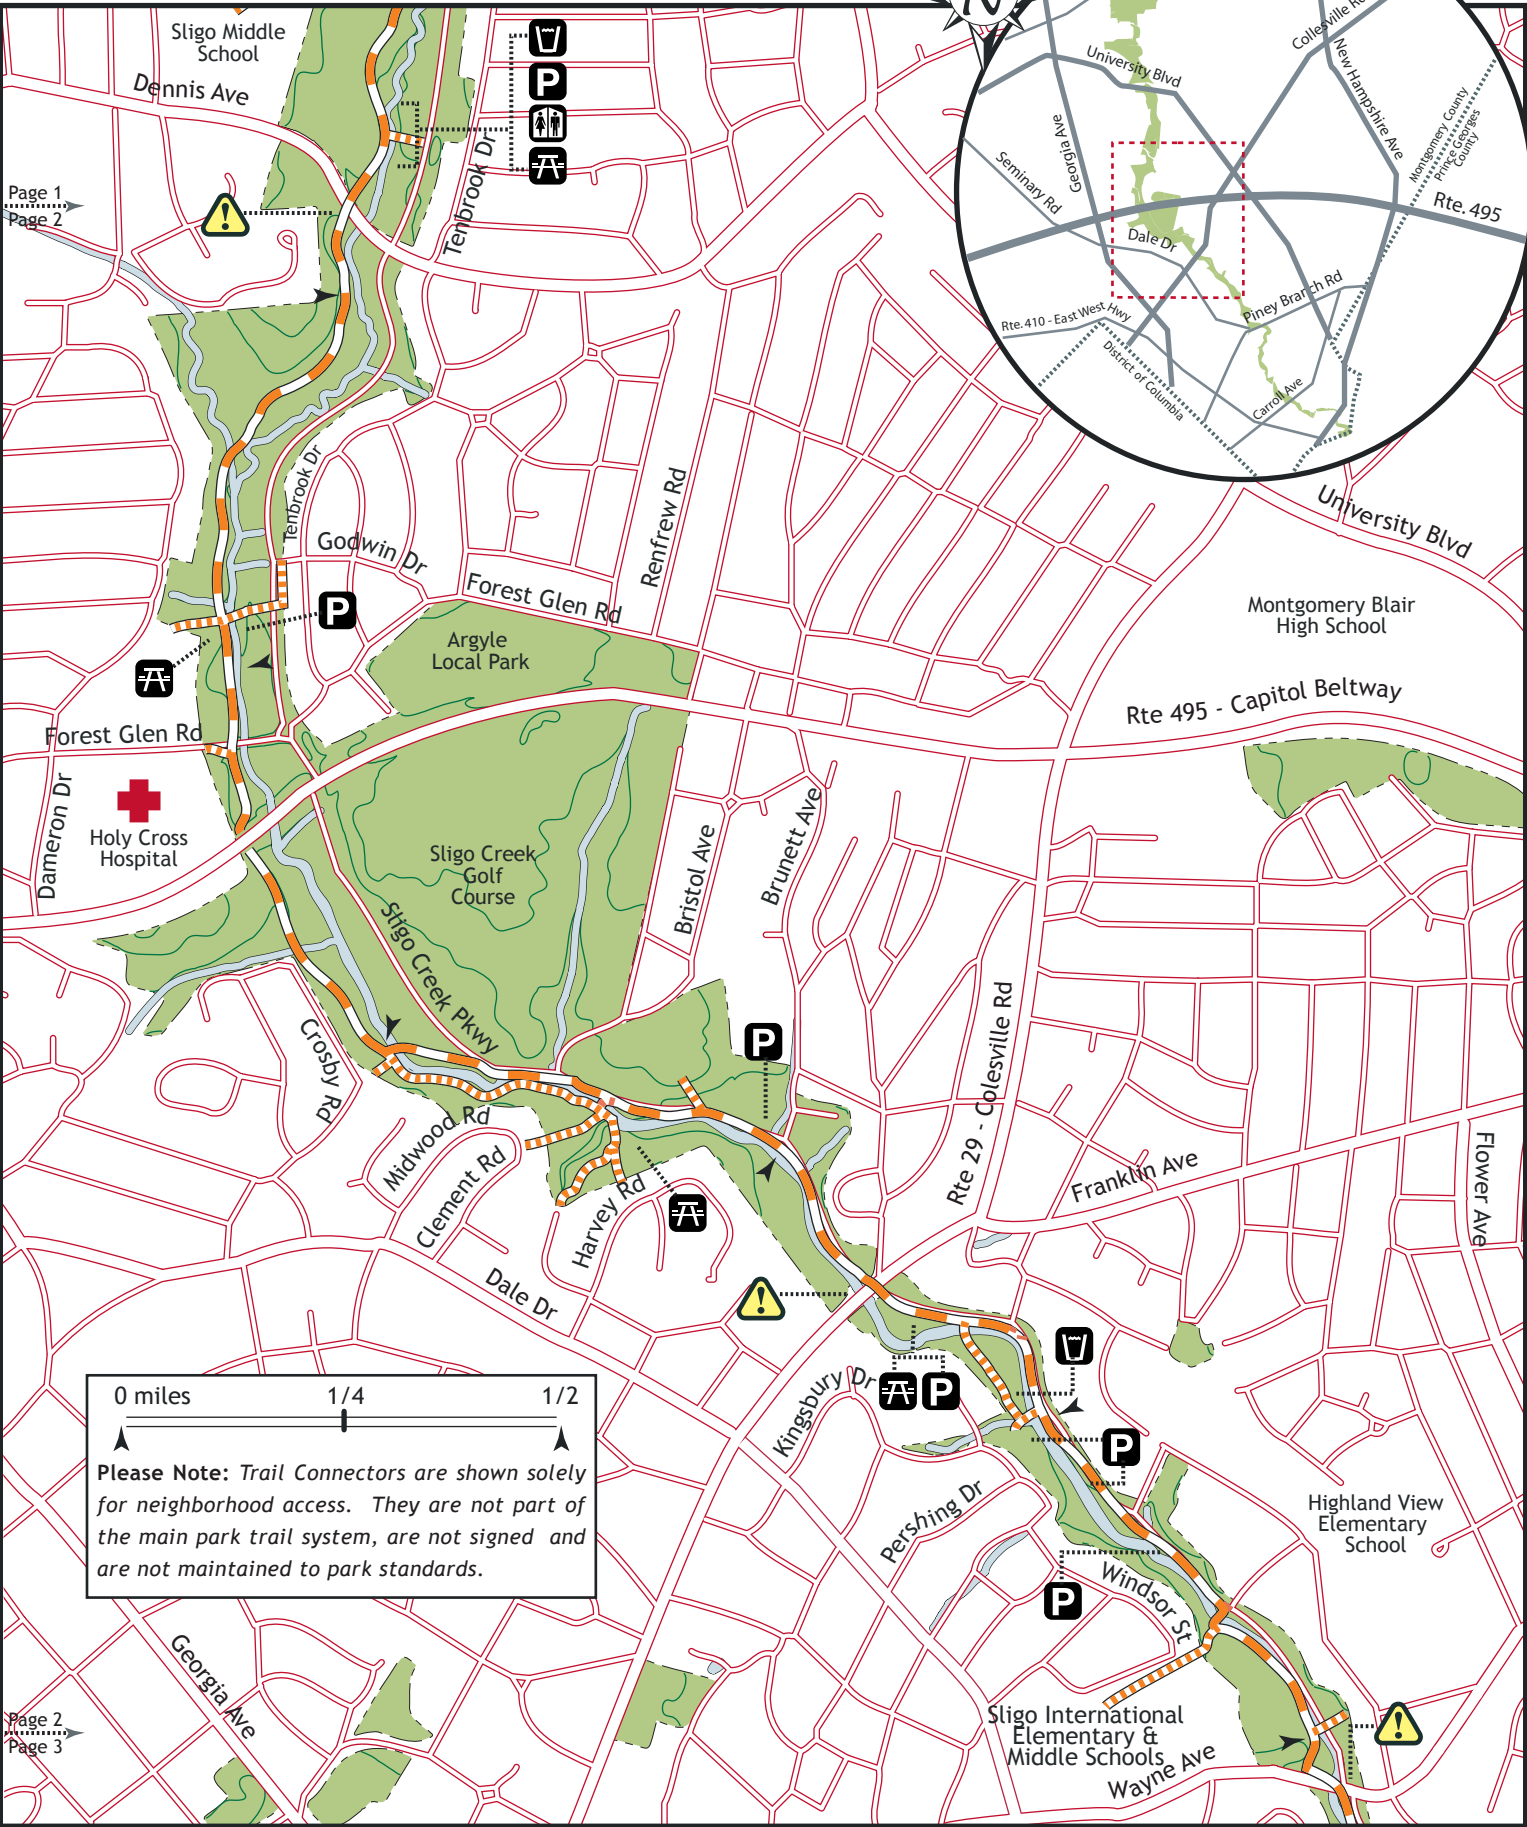 Sligo Middle
School
Dennis Ave
Page 1
Page 2
Tenbrook Dr
P
!
N
Collesville Rd
University Blvd
New Hampshire Ave
Georgia Ave
Montgomery County
Prince Georges
County
Seminary Rd
Rte. 495
Dale Dr
Piney Branch Rd
Rte. 410 - East West Hwy
District of Columbia
Carroll Ave
Tenbrook Dr
Godwin Dr
Renfrew Rd
Forest Glen Rd
University Blvd
P
Argyle
Local Park
Montgomery Blair
High School
Rte 495 - Capitol Beltway
Forest Glen Rd
Dameron Dr
Holy Cross
Hospital
Sligo Creek
Golf
Course
Bristol Ave
Brunett Ave
Sligo Creek Pkwy
Crosby Rd
P
Rte 29 - Colesville Rd
Midwood Rd
Clement Rd
Harvey Rd
Franklin Ave
Flower Ave
Dale Dr
!
Kingsbury Dr
P
P
0 miles 1/4 1/2
Please Note: Trail Connectors are shown solely
for neighborhood access. They are not part of
the main park trail system, are not signed and
are not maintained to park standards.
Pershing Dr
Highland View
Elementary
School
Windsor St
P
Georgia Ave
Page 2
Page 3
Sligo International
Elementary &
Middle Schools
Wayne Ave
!